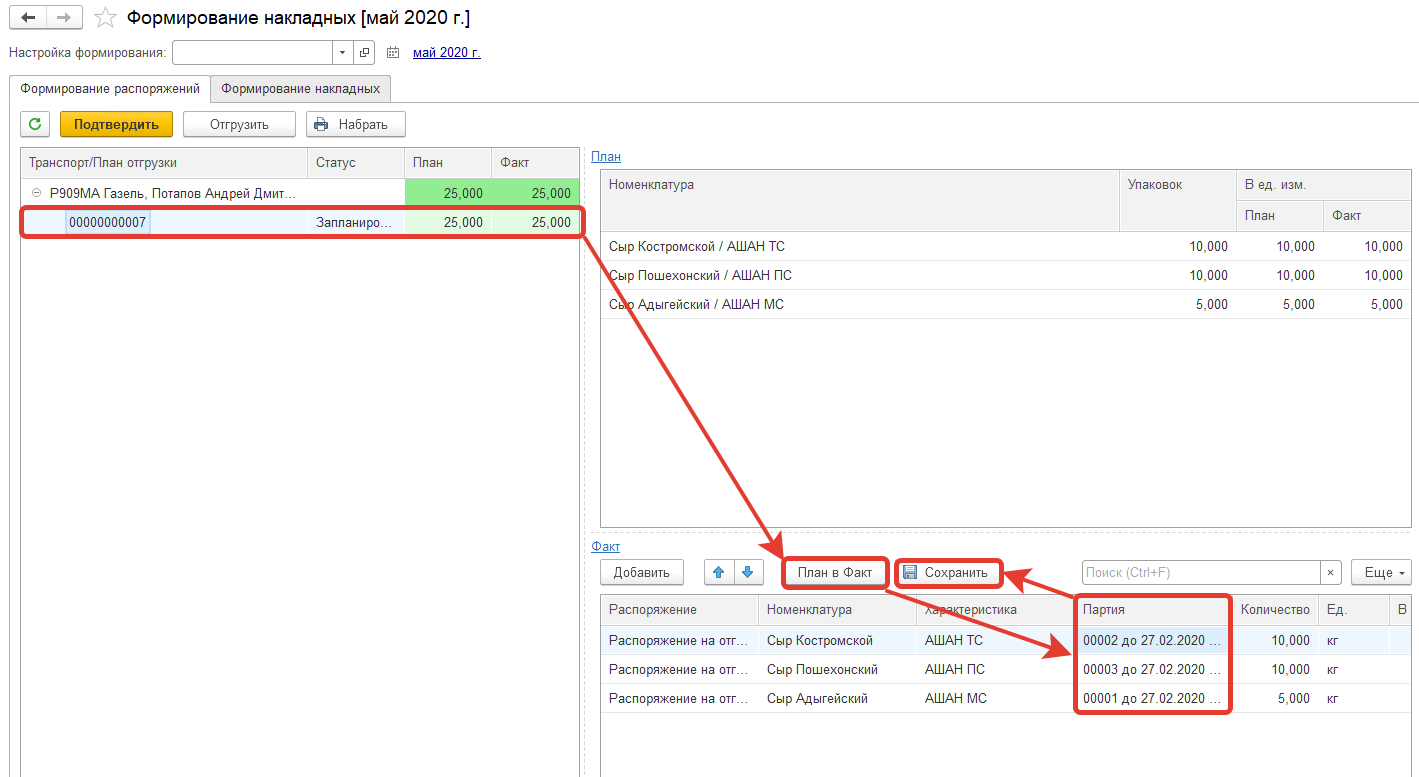 Формирование накладных [май 2020 г.]
Настройка формирования: май 2020 г.
Формирование распоряжений Формирование накладных
Подтвердить Отгрузить Набрать
Транспорт/План отгрузки Статус План Факт
Р909МА Газель, Потапов Андрей Дмит... 25,000 25,000
00000000007 Запланиро... 25,000 25,000
План
Номенклатура Упаковок В ед. изм.
План Факт
Сыр Костромской / АШАН ТС 10,000 10,000 10,000
Сыр Пошехонский / АШАН ПС 10,000 10,000 10,000
Сыр Адыгейский / АШАН МС 5,000 5,000 5,000
Факт
Добавить План в Факт Сохранить Поиск (Ctrl+F) × Еще
Распоряжение Номенклатура Характеристика Партия Количество Ед. В
Распоряжение на отг... Сыр Костромской АШАН ТС 00002 до 27.02.2020 ... 10,000 кг
Распоряжение на отг... Сыр Пошехонский АШАН ПС 00003 до 27.02.2020 ... 10,000 кг
Распоряжение на отг... Сыр Адыгейский АШАН МС 00001 до 27.02.2020 ... 5,000 кг